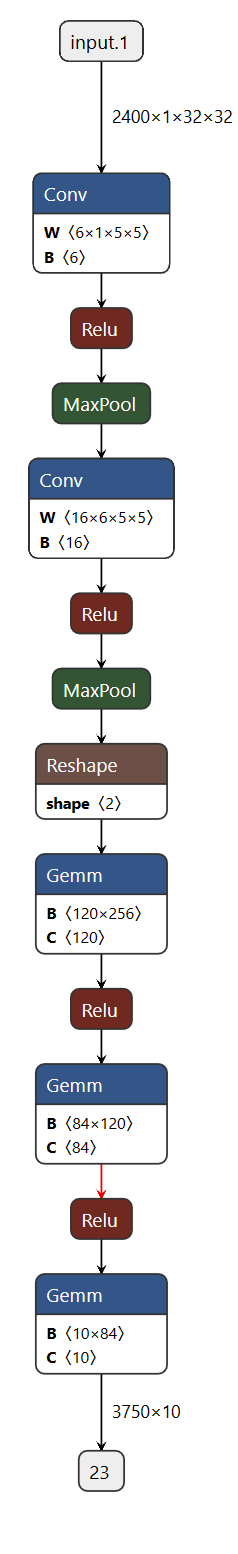 input.1
2400×1×32×32
Conv
W 〈6×1×5×5〉
B 〈6〉
Relu
MaxPool
Conv
W 〈16×6×5×5〉
B 〈16〉
Relu
MaxPool
Reshape
shape 〈2〉
Gemm
B 〈120×256〉
C 〈120〉
Relu
Gemm
B 〈84×120〉
C 〈84〉
Relu
Gemm
B 〈10×84〉
C 〈10〉
3750×10
23